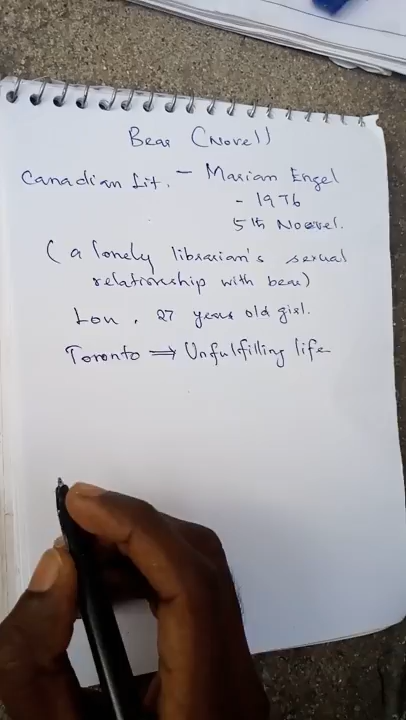 Bear (Novel)
Canadian Lit. - Marian Engel
- 1976
5th Novel.
(a lonely librarian's sexual
relationship with bear)
Lou, 27 years old girl.
Toronto ⇒ Unfulfilling life